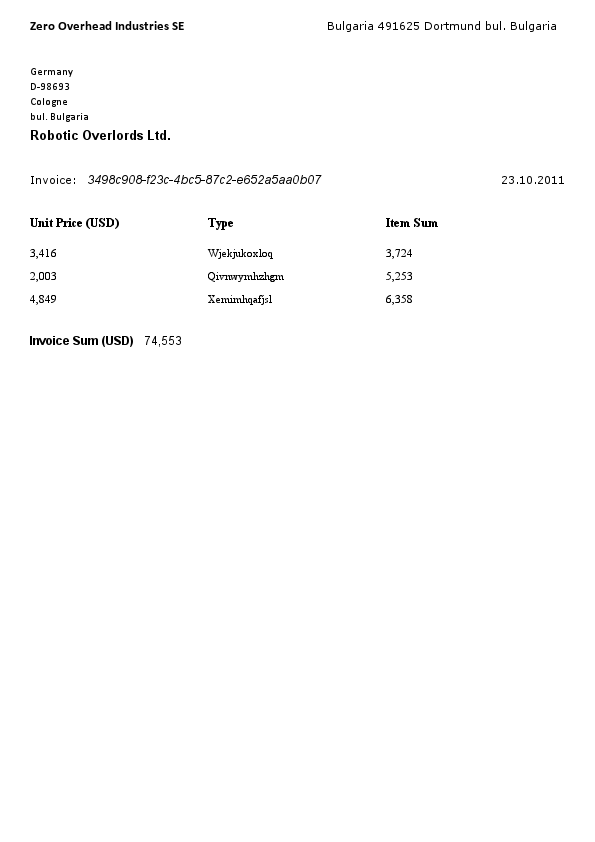 Zero Overhead Industries SE Bulgaria 491625 Dortmund bul. Bulgaria
Germany
D-98693
Cologne
bul. Bulgaria
Robotic Overlords Ltd.
Invoice: 3498c908-f23c-4bc5-87c2-e652a5aa0b07 23.10.2011
Unit Price (USD) Type Item Sum
3,416 Wjekjukoxloq 3,724
2,003 Qivnwymhzhgm 5,253
4,849 Xemimhqafjsl 6,358
Invoice Sum (USD) 74,553